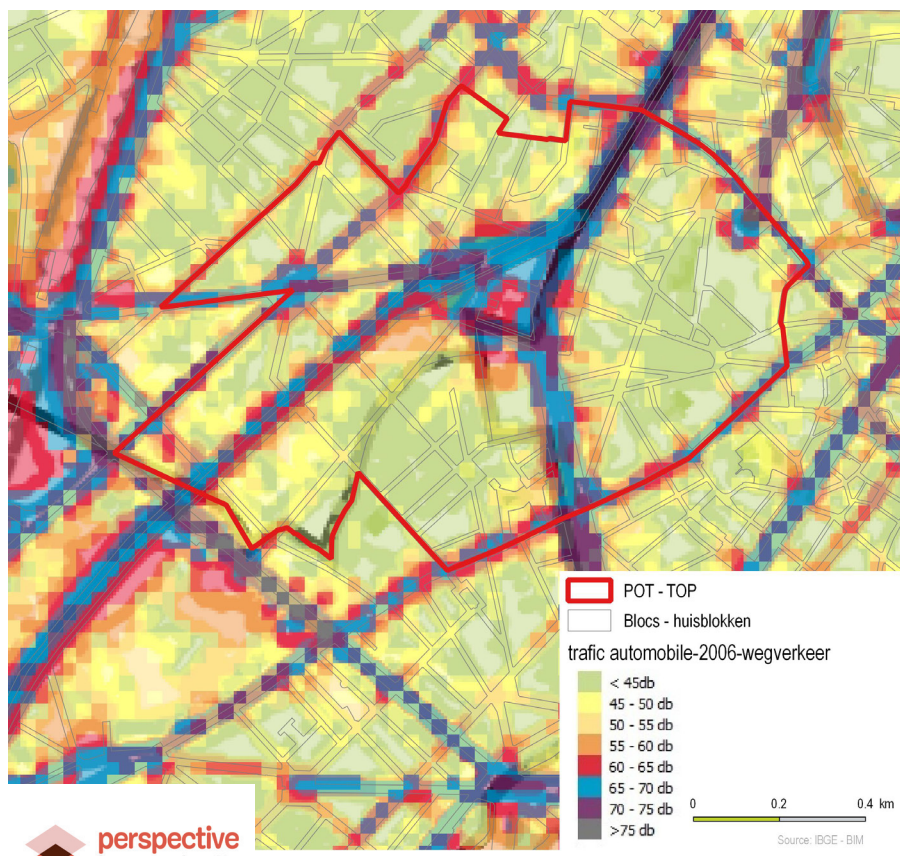 POT - TOP
Blocs - huisblokken
trafic automobile-2006-wegverkeer
< 45db
45 - 50 db
50 - 55 db
55 - 60 db
60 - 65 db
65 - 70 db
70 - 75 db
>75 db
0 0.2 0.4 km
Source: IBGE - BIM
perspective